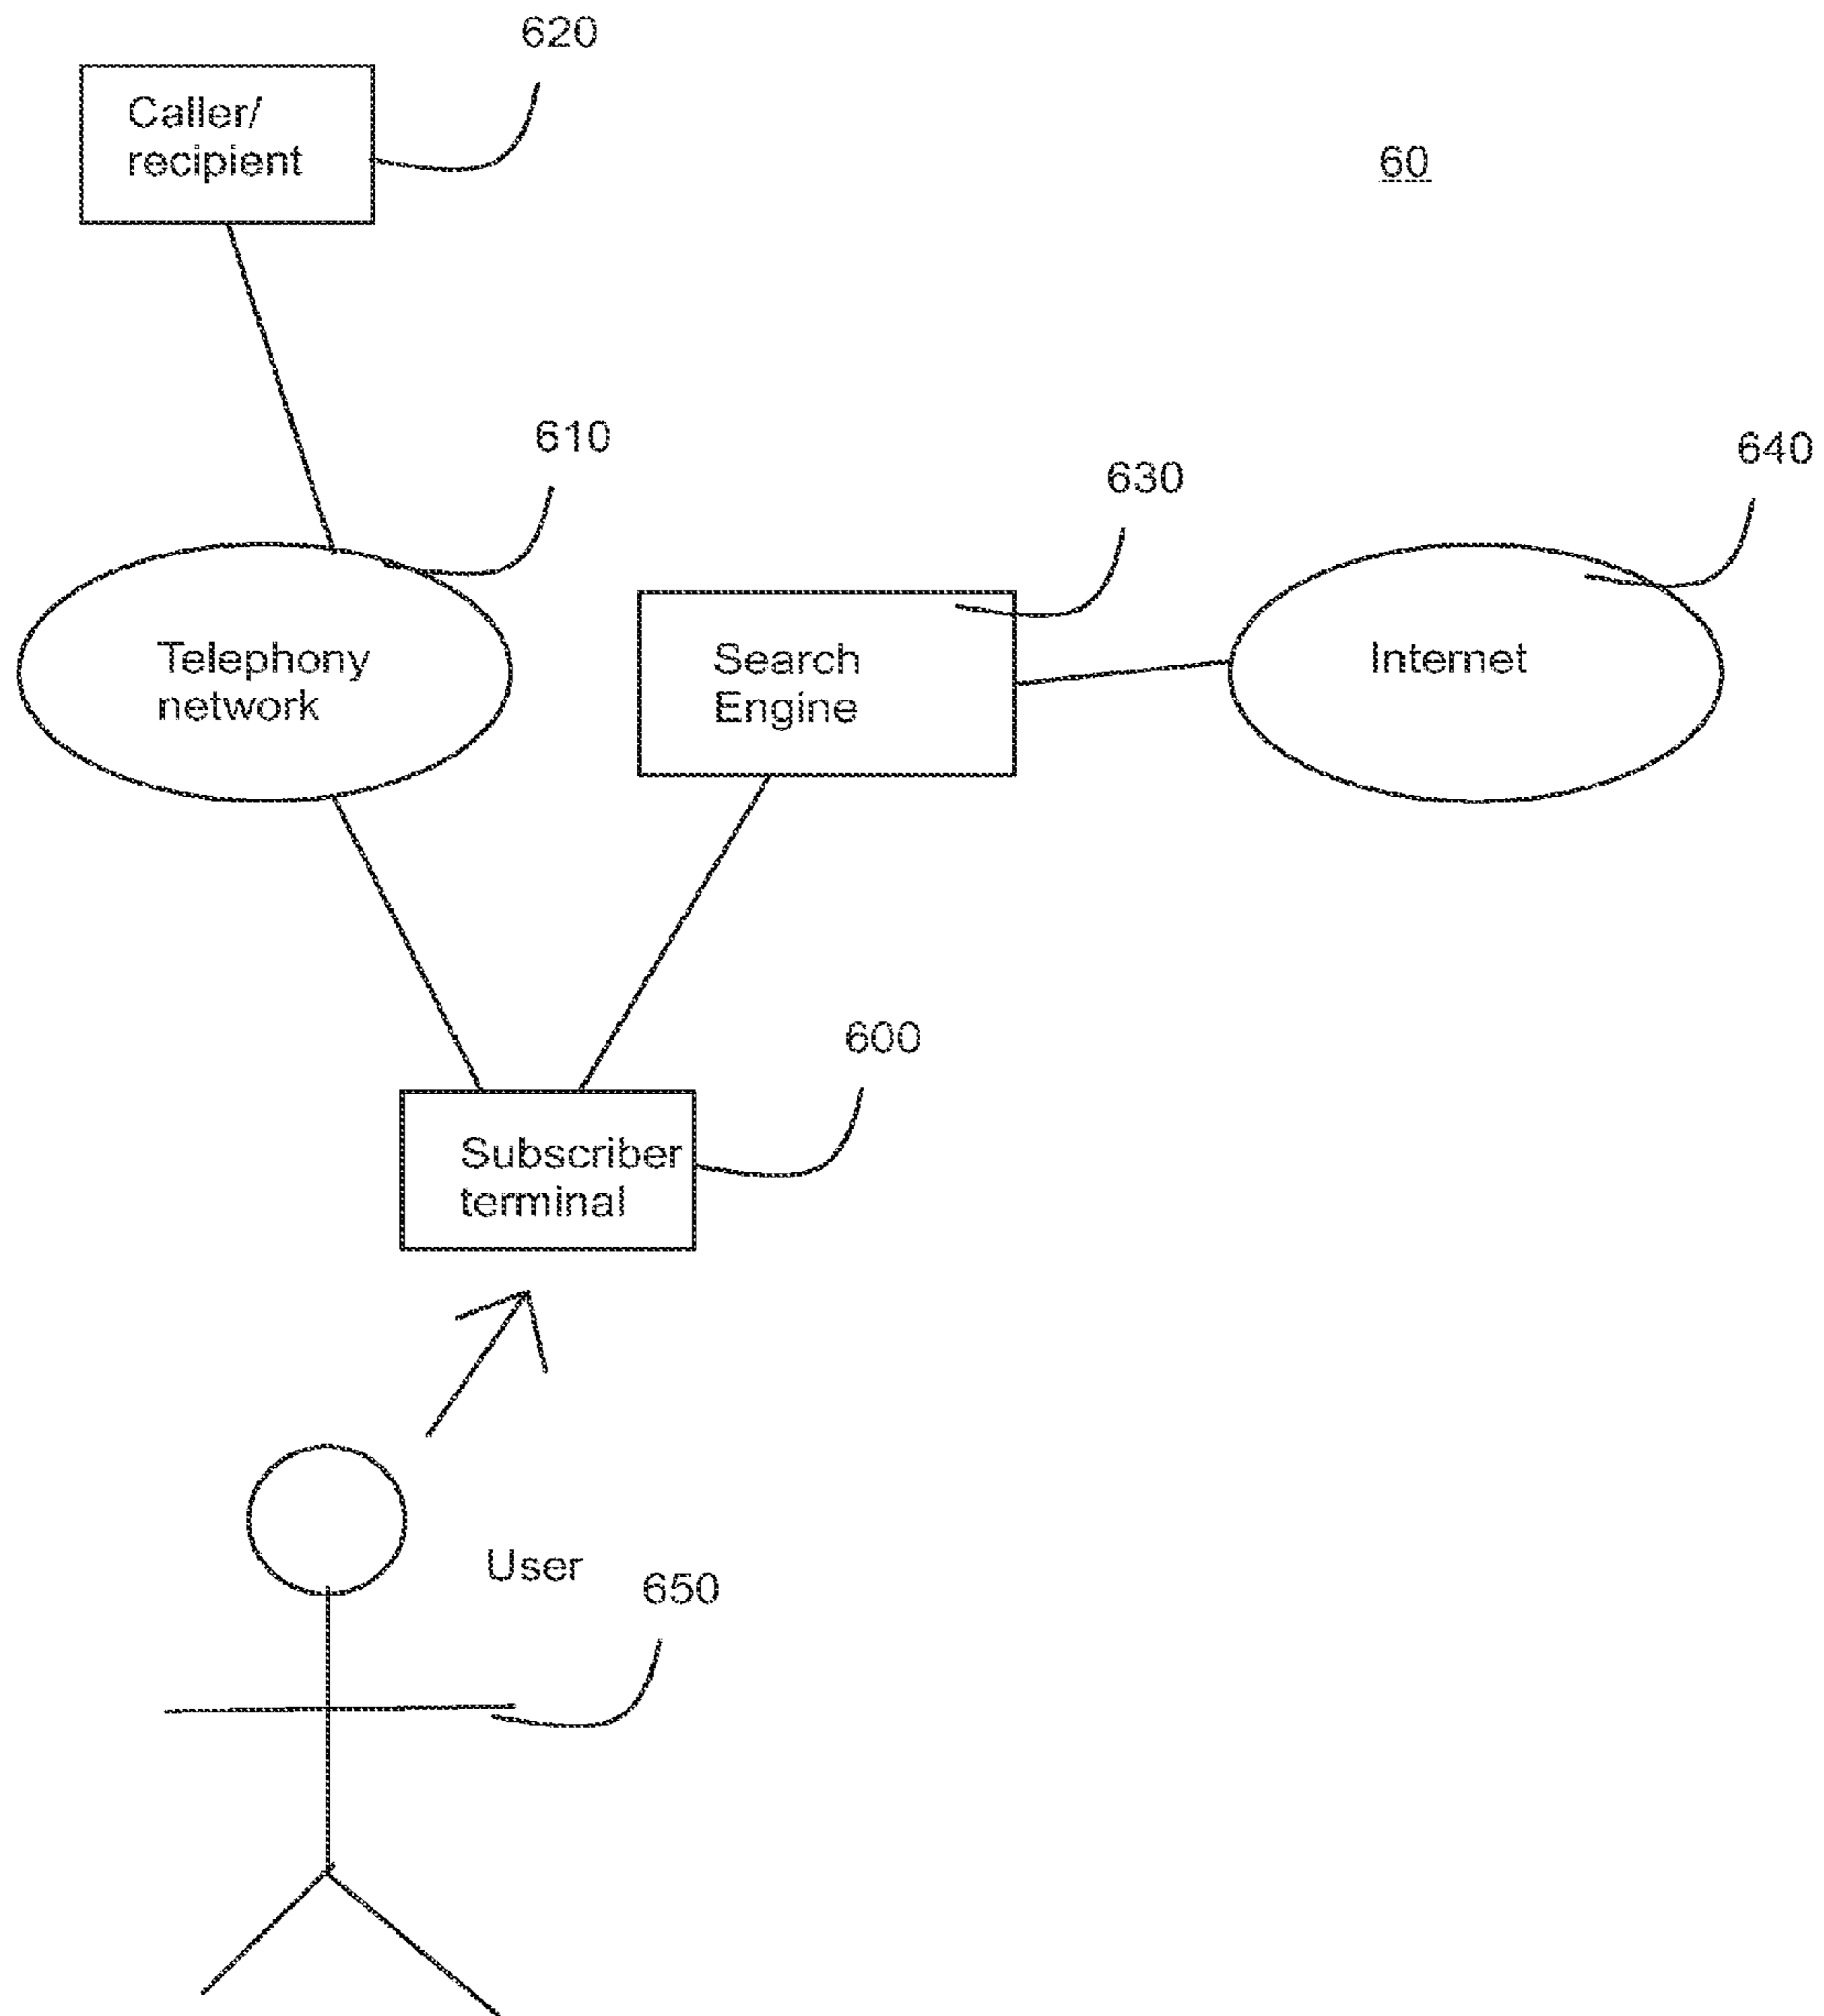 620
Caller/
recipient
60
610
640
630
Telephony
network
Search
Engine
Internet
600
Subscriber
terminal
User
650